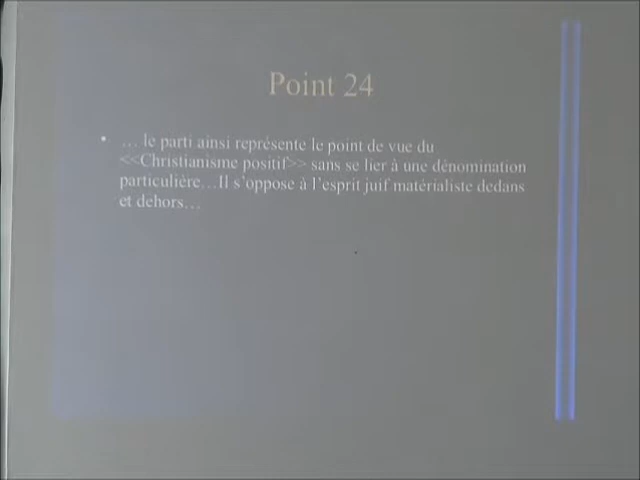 Point 24
• … le parti ainsi représente le point de vue du
<<Christianisme positif>> sans se lier à une dénomination
particulière…Il s'oppose à l'esprit juif matérialiste dedans
et dehors…